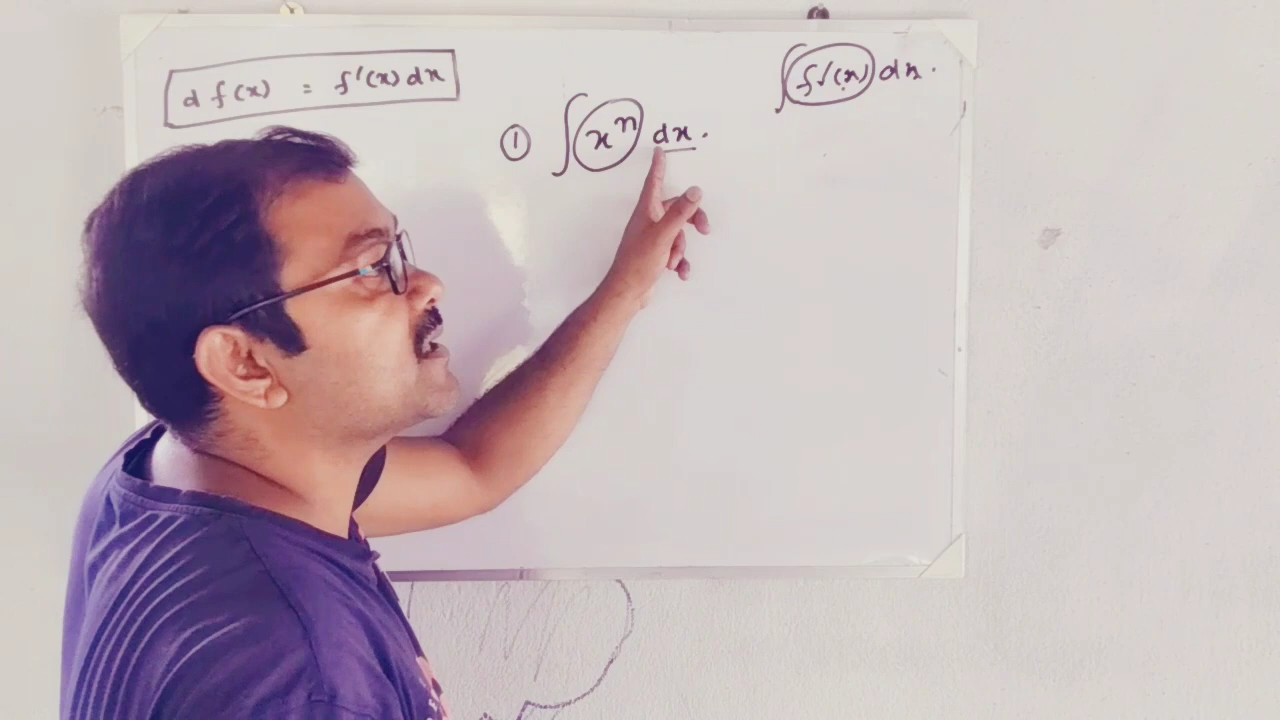 d f(x) = f'(x) dx
∫ f'(x) dx.
① ∫ xⁿ dx.